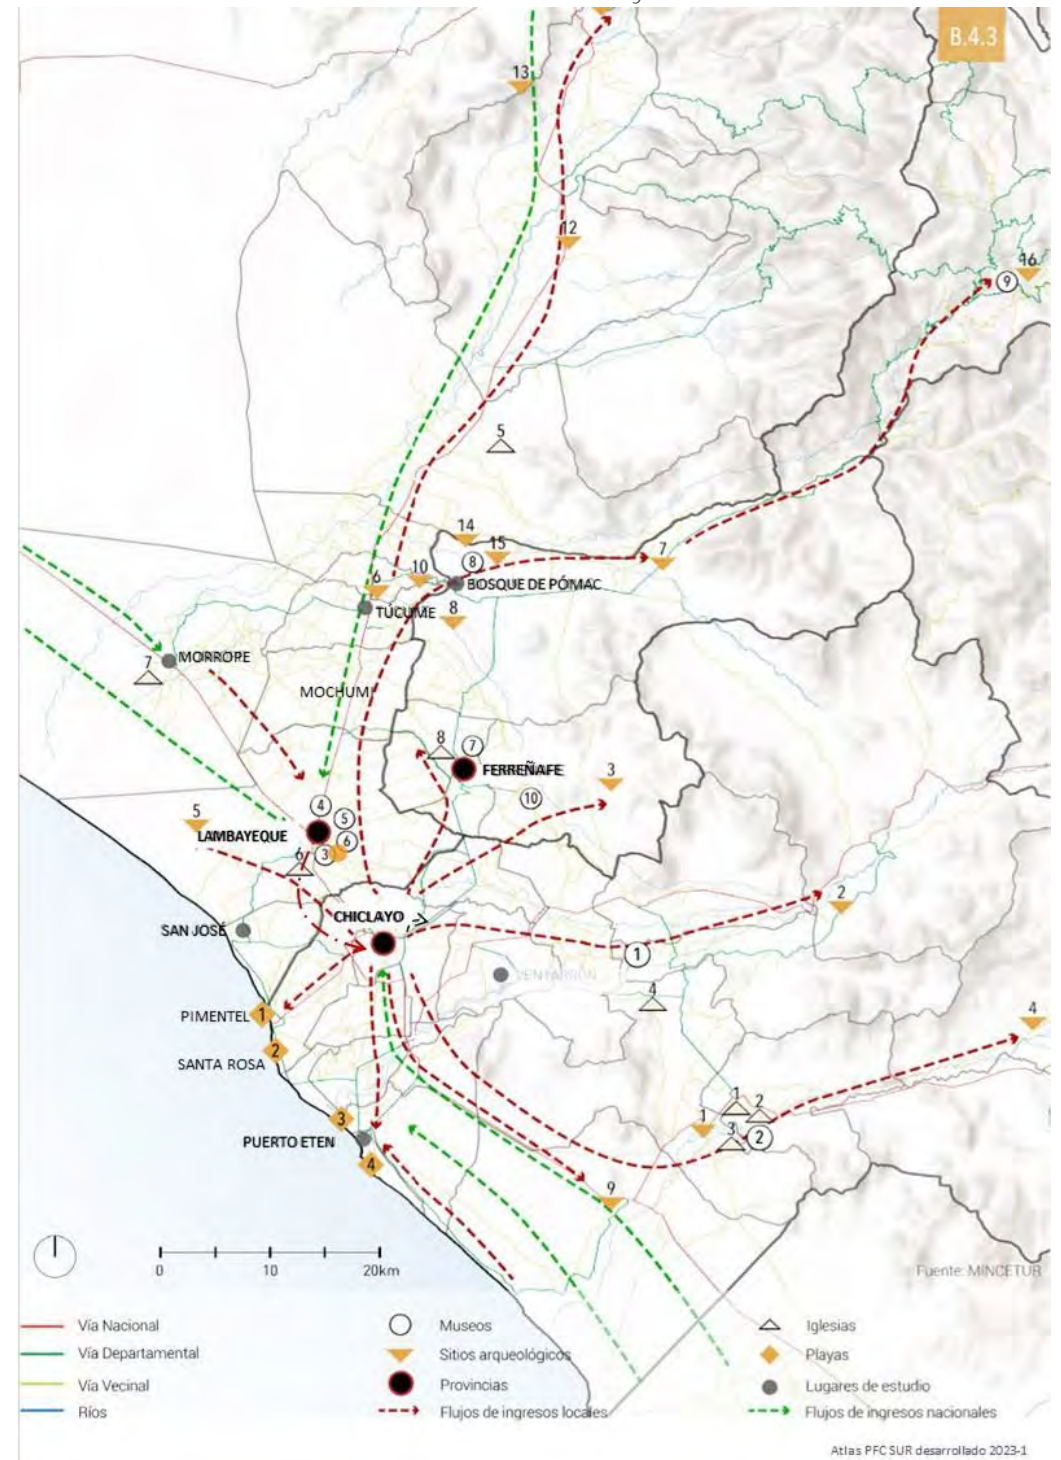 B.4.3
13
12
16
9
5
14
15
8
7
6
10
BOSQUE DE PÓMAC
TÚCUME
8
7
MORROPE
MOCHUMI
8
7
FERREÑAFE
3
10
5
4
5
LAMBAYEQUE
6
3
6
2
CHICLAYO
SAN JOSÉ
1
VENTARRÓN
4
4
PIMENTEL
1
2
SANTA ROSA
1
2
1
3
3
2
PUERTO ETEN
4
9
0 10 20km
Fuente: MINCETUR
Vía Nacional Museos Iglesias
Vía Departamental Sitios arqueológicos Playas
Vía Vecinal Provincias Lugares de estudio
Ríos Flujos de ingresos locales Flujos de ingresos nacionales
Atlas PFC SUR desarrollado 2023-1